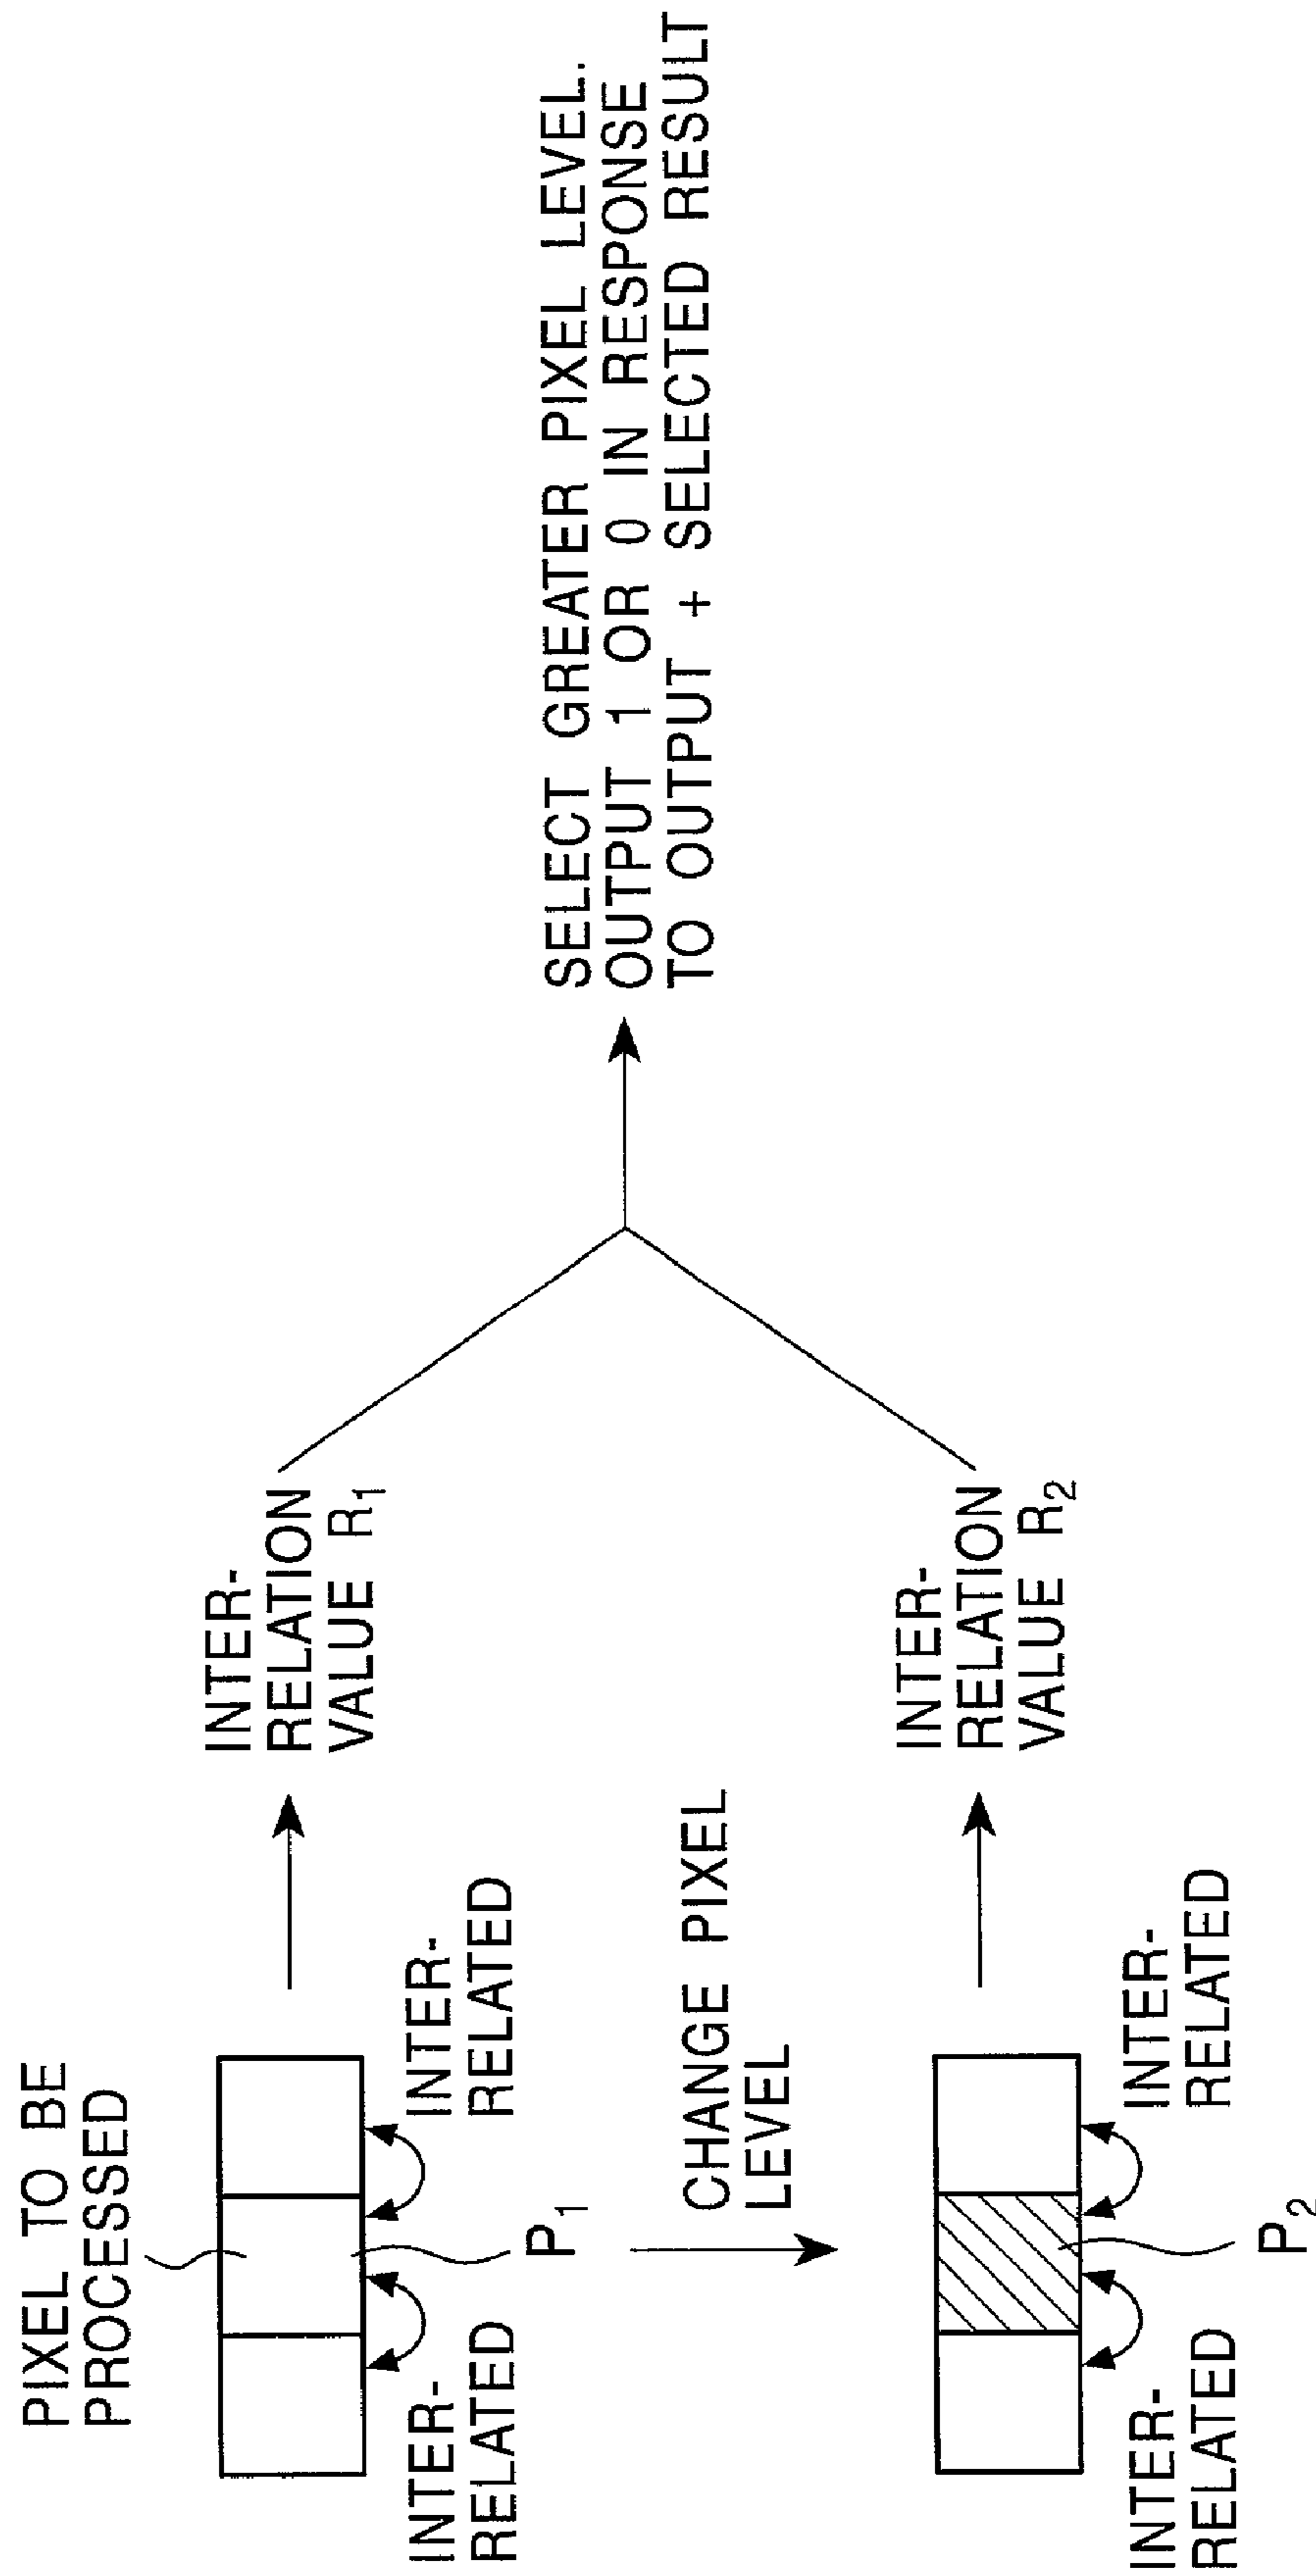 PIXEL TO BE
PROCESSED
INTER-
RELATED
INTER-
RELATED
P1
INTER-
RELATION
VALUE R1
CHANGE PIXEL
LEVEL
INTER-
RELATED
INTER-
RELATED
P2
INTER-
RELATION
VALUE R2
SELECT GREATER PIXEL LEVEL.
OUTPUT 1 OR 0 IN RESPONSE
TO OUTPUT + SELECTED RESULT